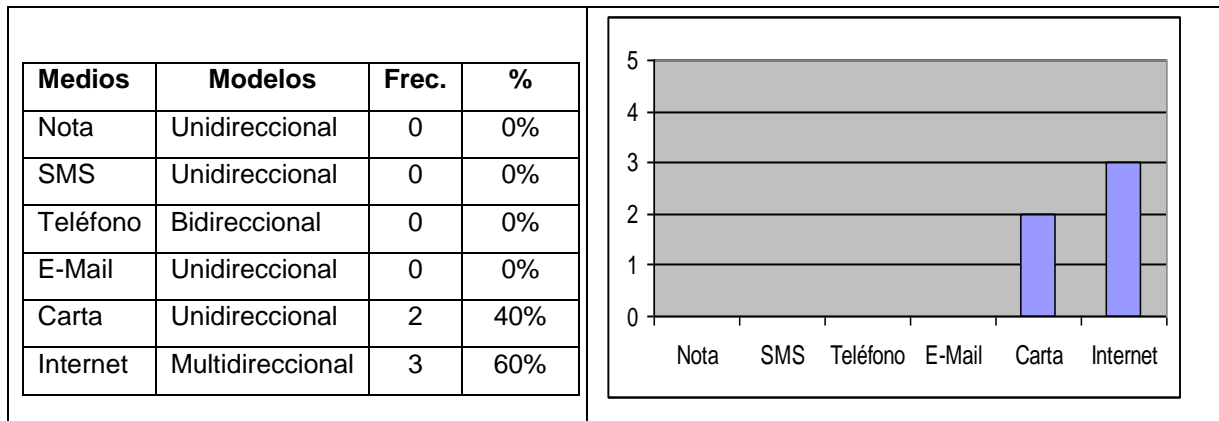 Medios Modelos Frec. %
Nota Unidireccional 0 0%
SMS Unidireccional 0 0%
Teléfono Bidireccional 0 0%
E-Mail Unidireccional 0 0%
Carta Unidireccional 2 40%
Internet Multidireccional 3 60%
5
4
3
2
1
0
Nota SMS Teléfono E-Mail Carta Internet